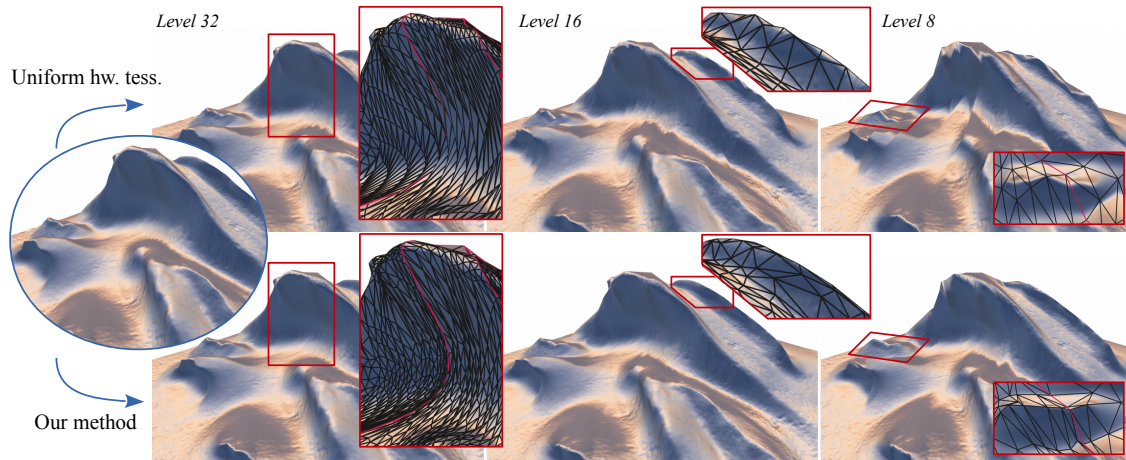 Level 32
Level 16
Level 8
Uniform hw. tess.
Our method